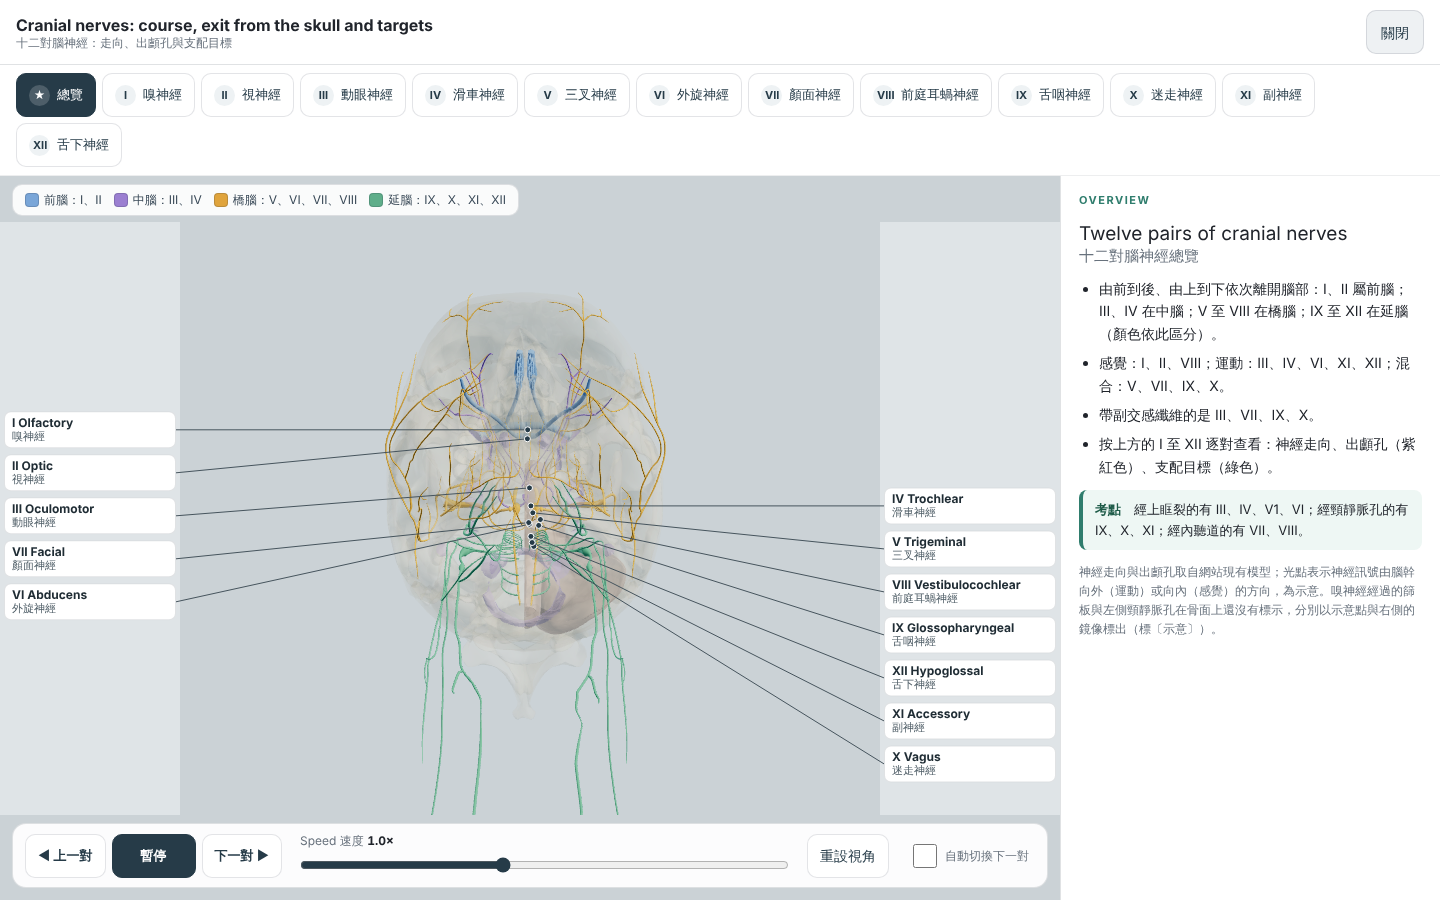 Cranial nerves: course, exit from the skull and targets
十二對腦神經：走向、出顱孔與支配目標
關閉
★ 總覽
I 嗅神經
II 視神經
III 動眼神經
IV 滑車神經
V 三叉神經
VI 外旋神經
VII 顏面神經
VIII 前庭耳蝸神經
IX 舌咽神經
X 迷走神經
XI 副神經
XII 舌下神經
前腦：I、II
中腦：III、IV
橋腦：V、VI、VII、VIII
延腦：IX、X、XI、XII
I Olfactory
嗅神經
II Optic
視神經
III Oculomotor
動眼神經
VII Facial
顏面神經
VI Abducens
外旋神經
IV Trochlear
滑車神經
V Trigeminal
三叉神經
VIII Vestibulocochlear
前庭耳蝸神經
IX Glossopharyngeal
舌咽神經
XII Hypoglossal
舌下神經
XI Accessory
副神經
X Vagus
迷走神經
◀ 上一對
暫停
下一對 ▶
Speed 速度 1.0×
重設視角
自動切換下一對
OVERVIEW
Twelve pairs of cranial nerves
十二對腦神經總覽
• 由前到後、由上到下依次離開腦部：I、II 屬前腦；
III、IV 在中腦；V 至 VIII 在橋腦；IX 至 XII 在延腦
（顏色依此區分）。
• 感覺：I、II、VIII；運動：III、IV、VI、XI、XII；混
合：V、VII、IX、X。
• 帶副交感纖維的是 III、VII、IX、X。
• 按上方的 I 至 XII 逐對查看：神經走向、出顱孔（紫
紅色）、支配目標（綠色）。
考點 經上眶裂的有 III、IV、V1、VI；經頸靜脈孔的有
IX、X、XI；經內聽道的有 VII、VIII。
神經走向與出顱孔取自網站現有模型；光點表示神經訊號由腦幹
向外（運動）或向內（感覺）的方向，為示意。嗅神經經過的篩
板與左側頸靜脈孔在骨面上還沒有標示，分別以示意點與右側的
鏡像標出（標〔示意〕）。